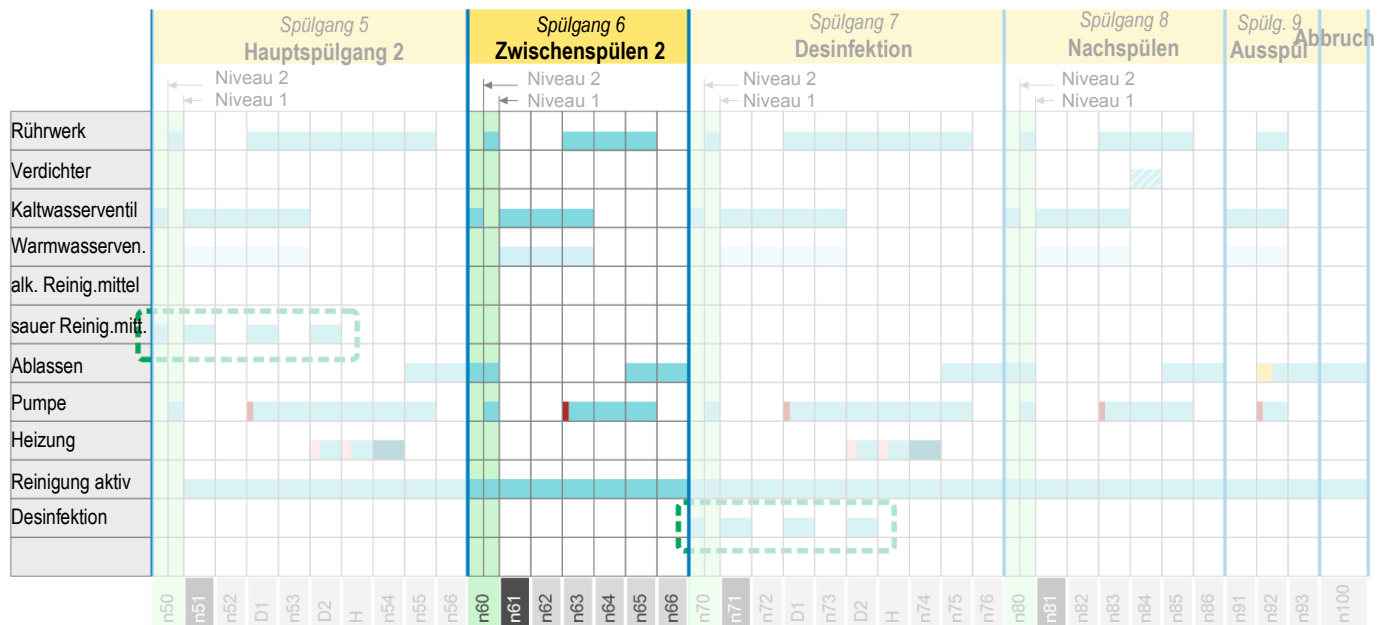 Spülgang 5
Hauptspülgang 2
Spülgang 6
Zwischenspülen 2
Spülgang 7
Desinfektion
Spülgang 8
Nachspülen
Spülg. 9
Ausspül
Abbruch
Niveau 2
Niveau 1
Niveau 2
Niveau 1
Niveau 2
Niveau 1
Niveau 2
Niveau 1
Rührwerk
Verdichter
Kaltwasserventil
Warmwasserven.
alk. Reinig.mittel
sauer Reinig.mitt.
Ablassen
Pumpe
Heizung
Reinigung aktiv
Desinfektion
n50
n51
n52
D1
n53
D2
H
n54
n55
n56
n60
n61
n62
n63
n64
n65
n66
n70
n71
n72
D1
n73
D2
H
n74
n75
n76
n80
n81
n82
n83
n84
n85
n86
n91
n92
n93
n100